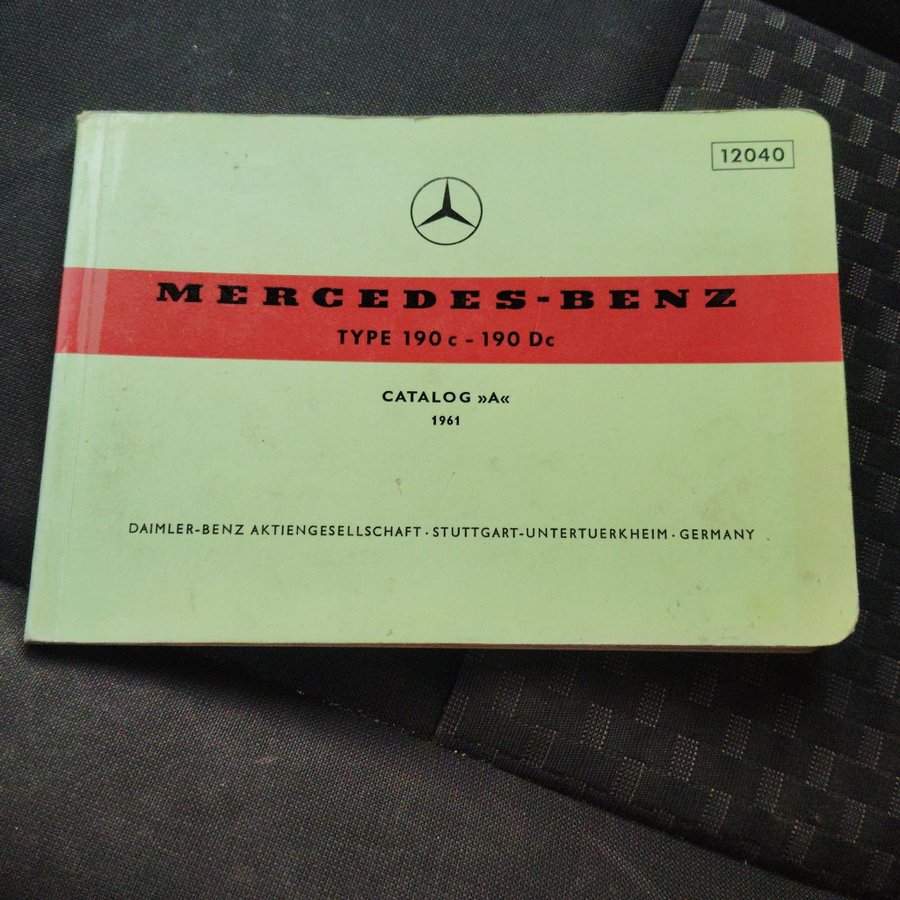 12040
MERCEDES-BENZ
TYPE 190 c - 190 Dc
CATALOG »A«
1961
DAIMLER-BENZ AKTIENGESELLSCHAFT · STUTTGART-UNTERTUERKHEIM · GERMANY